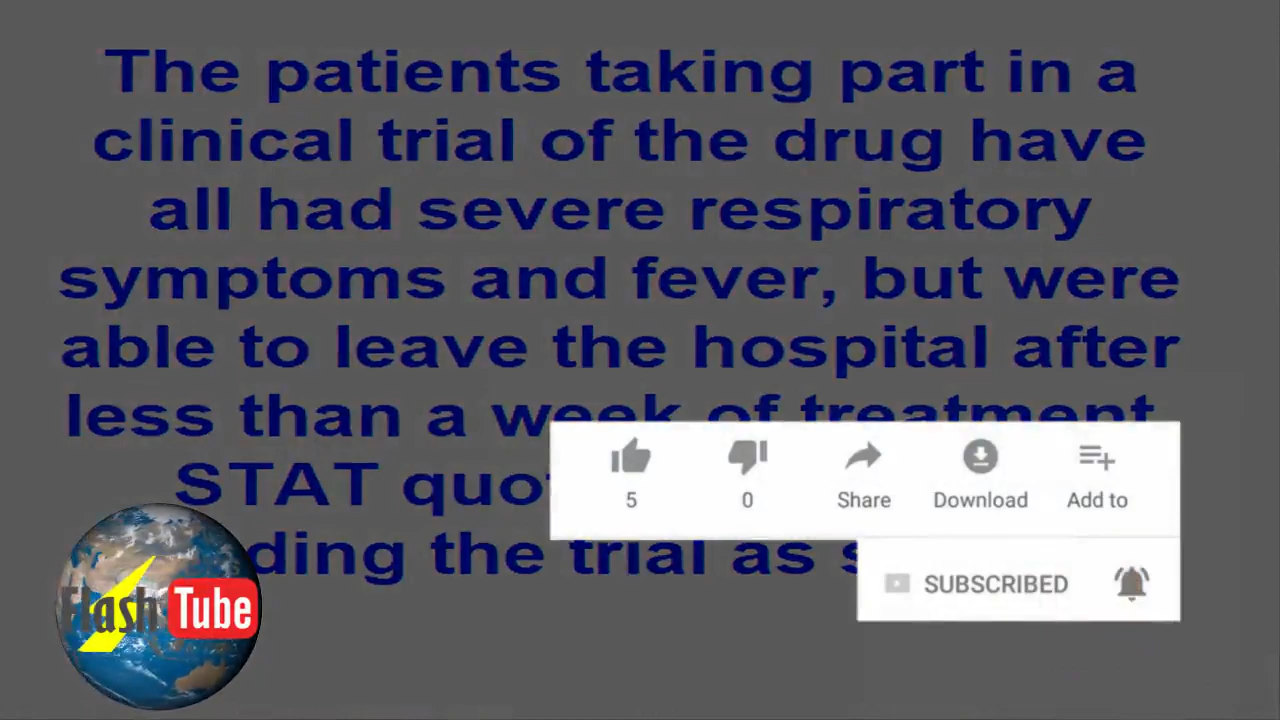 The patients taking part in a
clinical trial of the drug have
all had severe respiratory
symptoms and fever, but were
able to leave the hospital after
less than a week of treatment
STAT
the trial as
5
0
Share
Download
Add to
SUBSCRIBED
Flash Tube